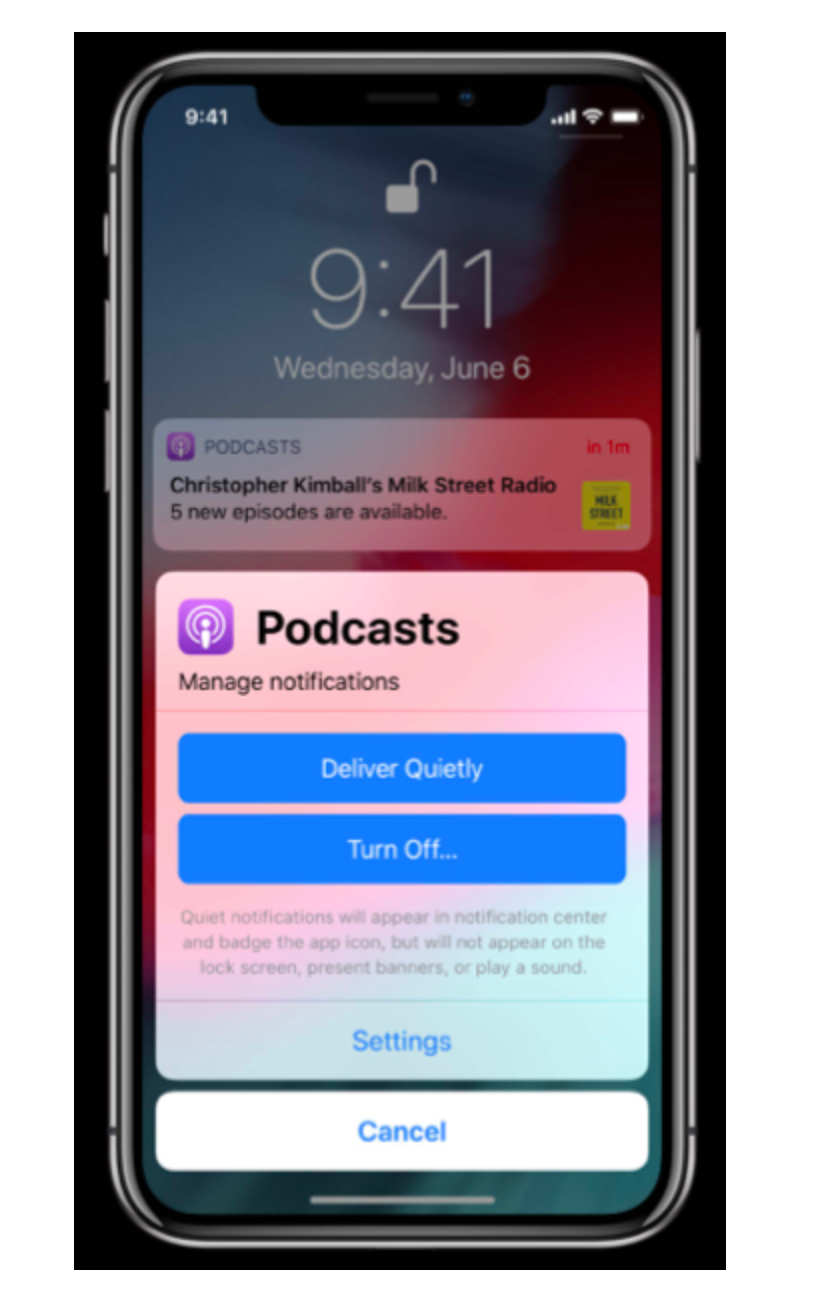 9:41
9:41
Wednesday, June 6
PODCASTS
in 1m
Christopher Kimball's Milk Street Radio
5 new episodes are available.
MILK
STREET
Podcasts
Manage notifications
Deliver Quietly
Turn Off...
Quiet notifications will appear in notification center
and badge the app icon, but will not appear on the
lock screen, present banners, or play a sound.
Settings
Cancel